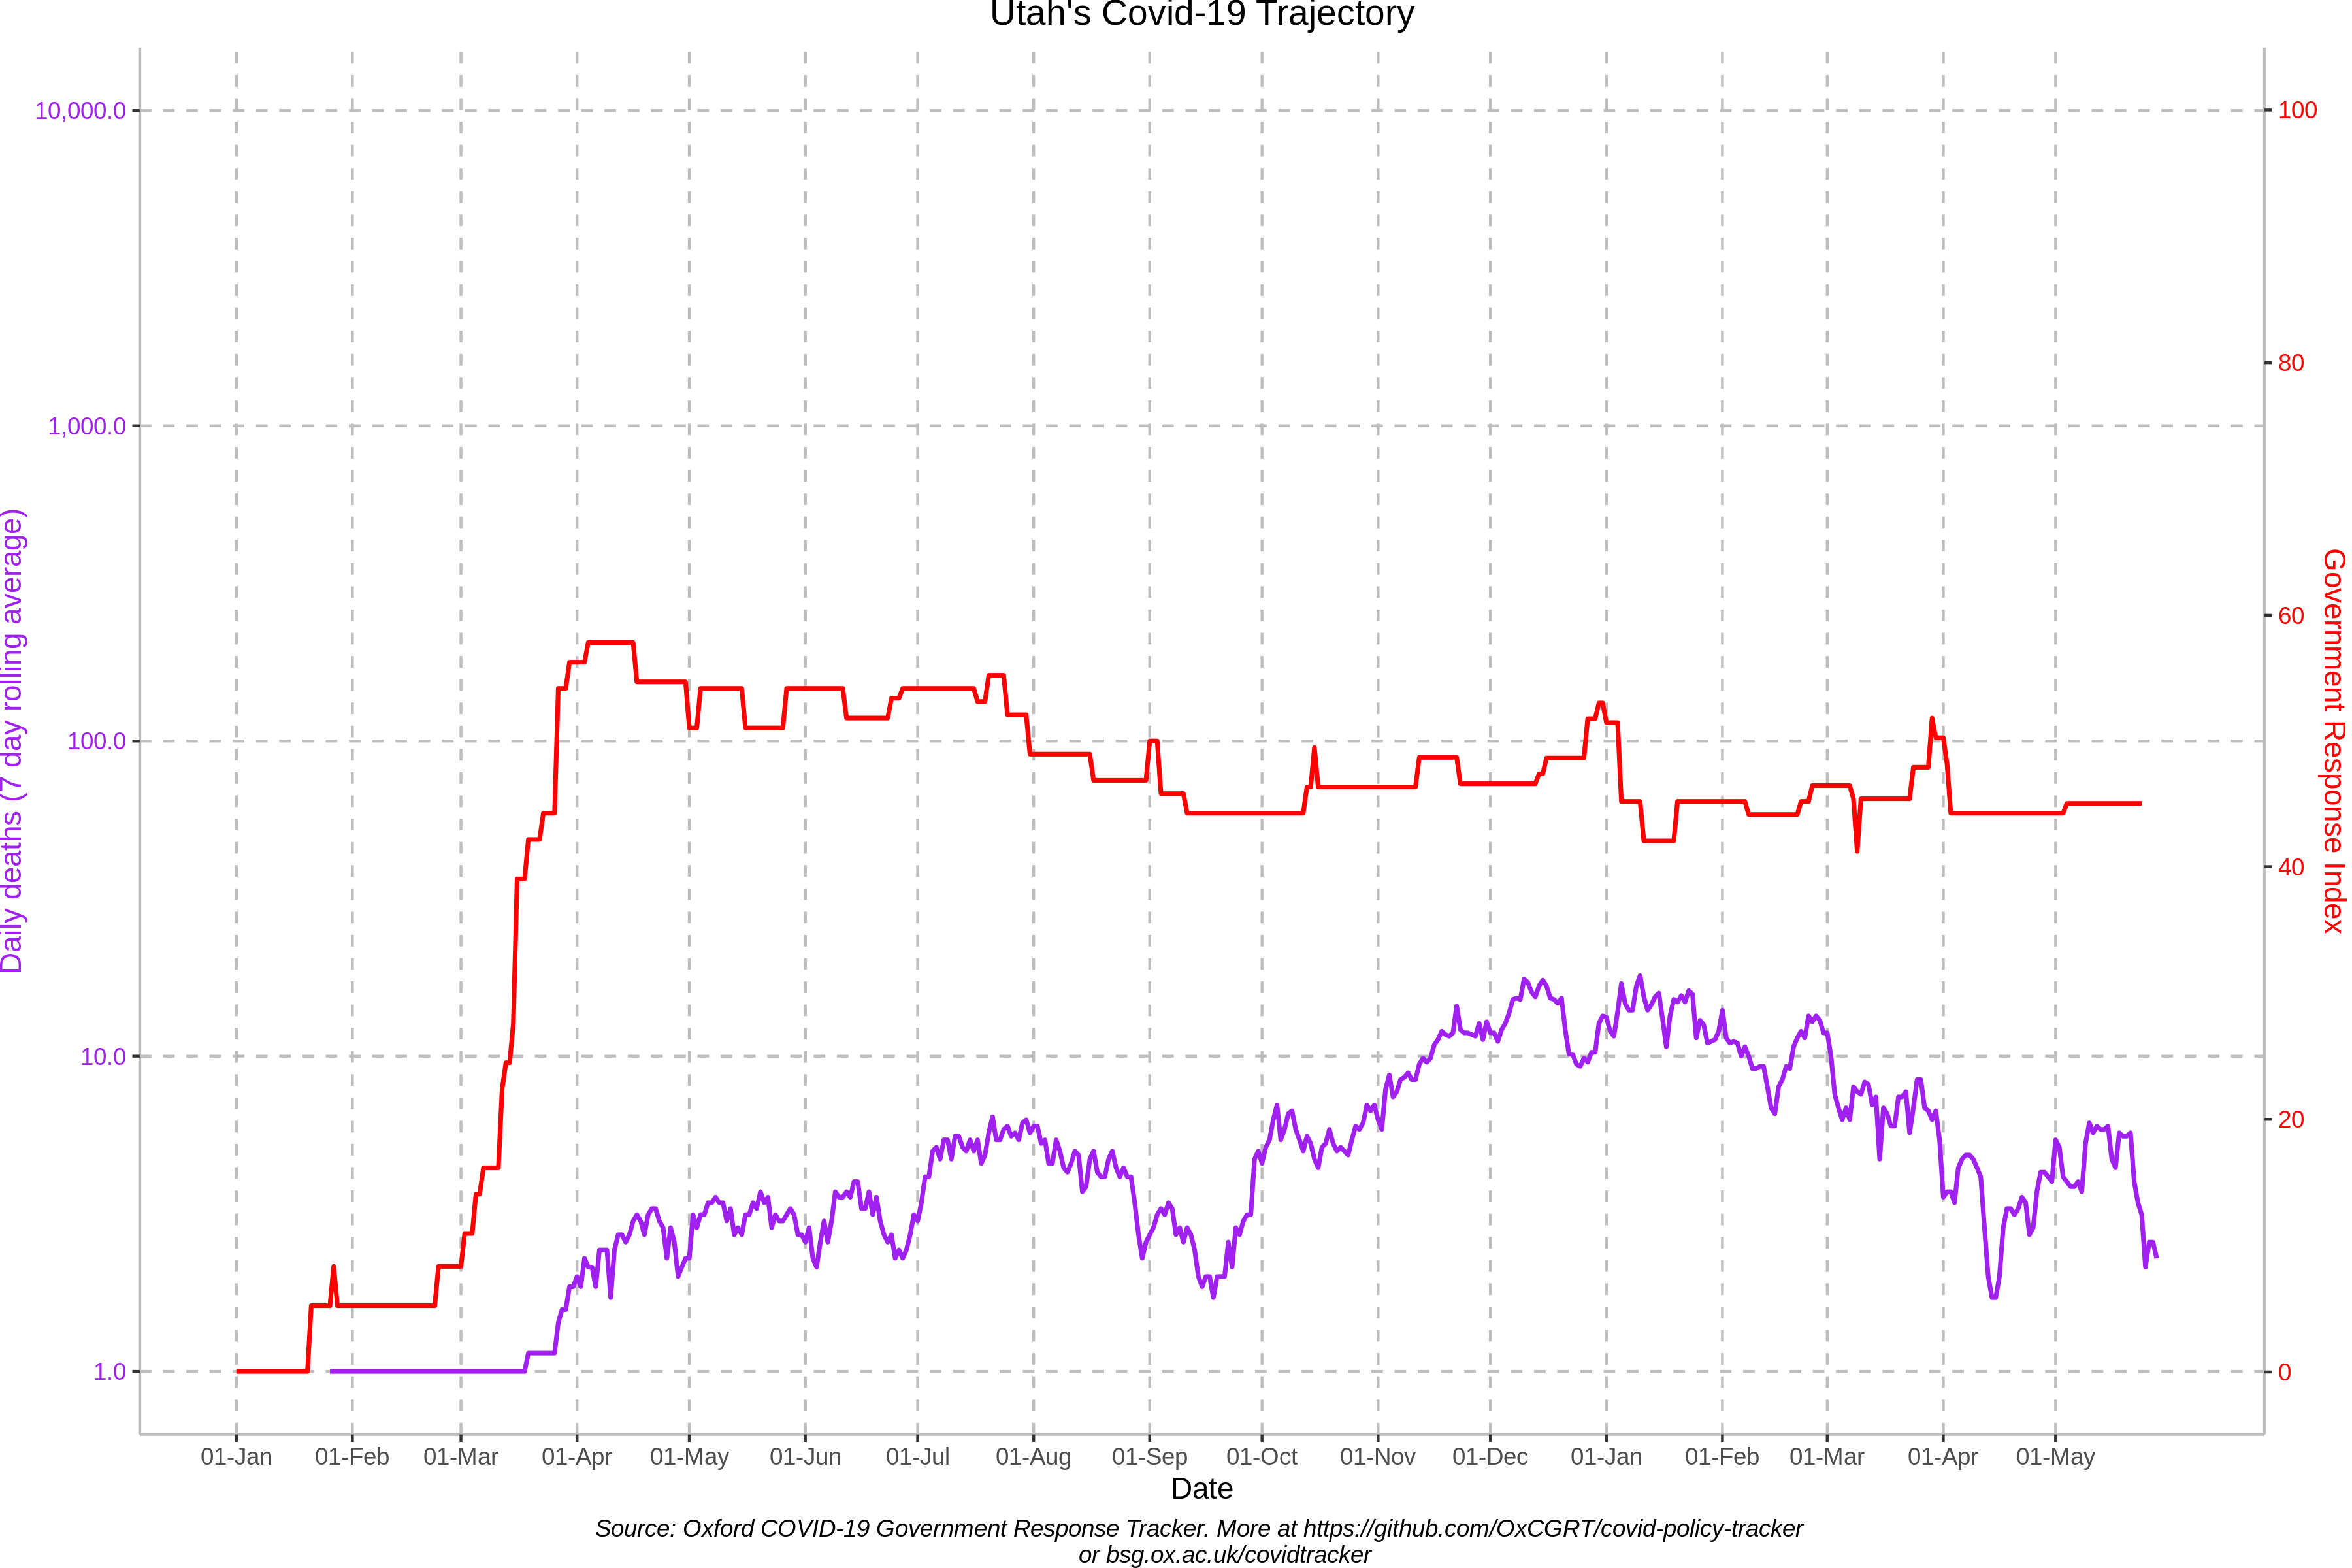 Utah's Covid-19 Trajectory
Daily deaths (7 day rolling average)
10,000.0
1,000.0
100.0
10.0
1.0
100
80
60
40
20
0
Government Response Index
01-Jan 01-Feb 01-Mar 01-Apr 01-May 01-Jun 01-Jul 01-Aug 01-Sep 01-Oct 01-Nov 01-Dec 01-Jan 01-Feb 01-Mar 01-Apr 01-May
Date
Source: Oxford COVID-19 Government Response Tracker. More at https://github.com/OxCGRT/covid-policy-tracker
or bsg.ox.ac.uk/covidtracker